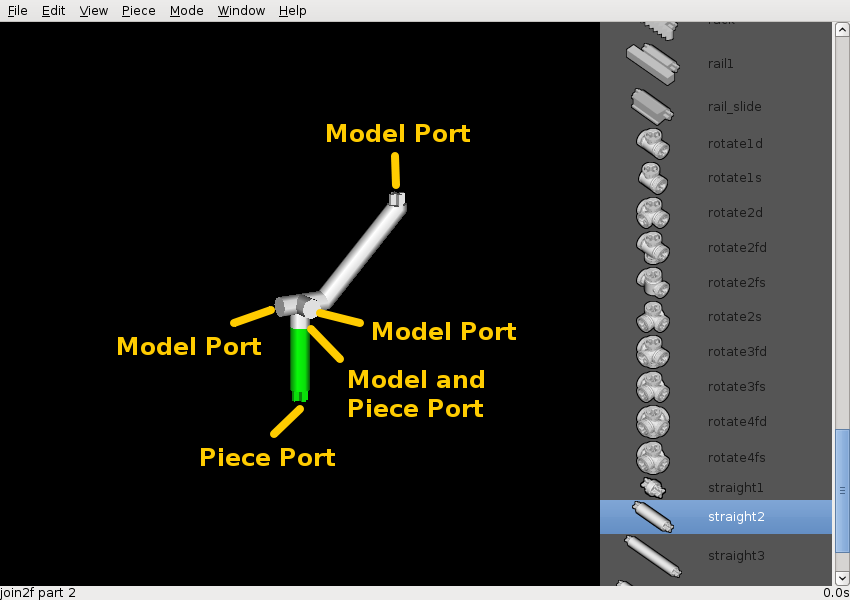 File Edit View Piece Mode Window Help
Model Port
Model Port
Model Port
Model and
Piece Port
Piece Port
rail1
rail_slide
rotate1d
rotate1s
rotate2d
rotate2fd
rotate2fs
rotate2s
rotate3fd
rotate3fs
rotate4fd
rotate4fs
straight1
straight2
straight3
join2f part 2
0.0s